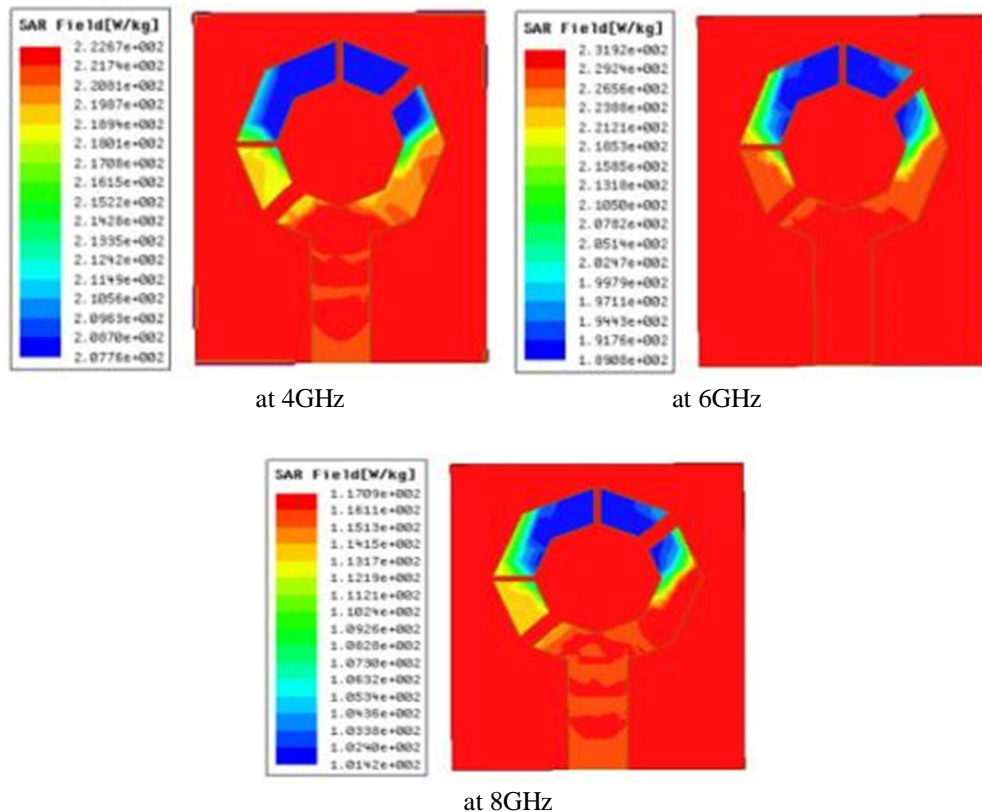 SAR Field[W/kg]
2.2267e+002
2.2174e+002
2.2081e+002
2.1987e+002
2.1894e+002
2.1801e+002
2.1708e+002
2.1615e+002
2.1522e+002
2.1428e+002
2.1335e+002
2.1242e+002
2.1149e+002
2.1056e+002
2.0963e+002
2.0870e+002
2.0776e+002
at 4GHz
SAR Field[W/kg]
2.3192e+002
2.2924e+002
2.2656e+002
2.2388e+002
2.2121e+002
2.1853e+002
2.1585e+002
2.1318e+002
2.1050e+002
2.0782e+002
2.0514e+002
2.0247e+002
1.9979e+002
1.9711e+002
1.9443e+002
1.9176e+002
1.8908e+002
at 6GHz
SAR Field[W/kg]
1.1709e+002
1.1611e+002
1.1513e+002
1.1415e+002
1.1317e+002
1.1219e+002
1.1121e+002
1.1024e+002
1.0926e+002
1.0828e+002
1.0730e+002
1.0632e+002
1.0534e+002
1.0436e+002
1.0338e+002
1.0240e+002
1.0142e+002
at 8GHz